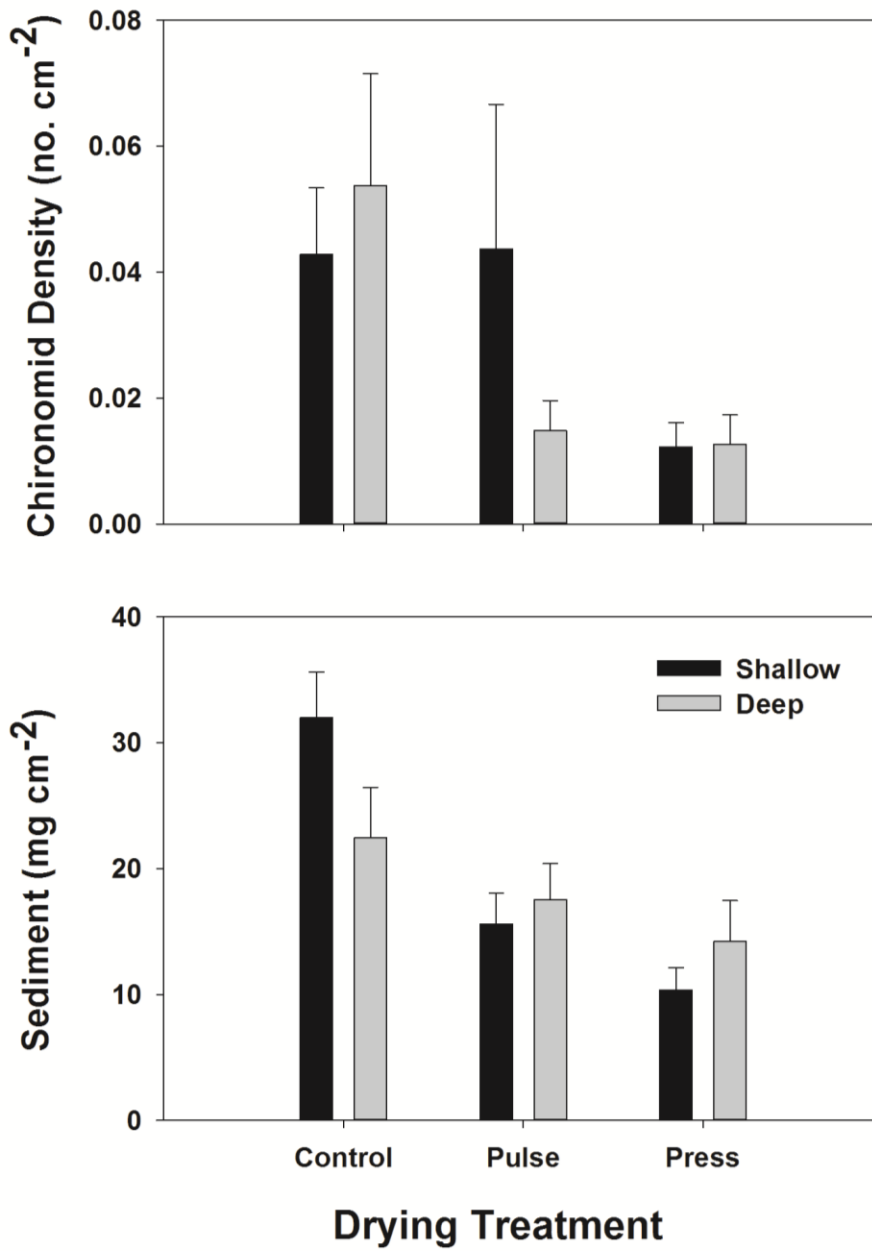 Chironomid Density (no. cm⁻²)
0.08
0.06
0.04
0.02
0.00
Sediment (mg cm⁻²)
40
30
20
10
0
Shallow
Deep
Control Pulse Press
Drying Treatment